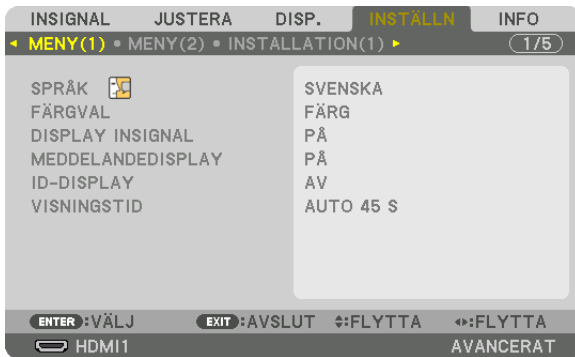 INSIGNAL JUSTERA DISP. INSTÄLLN INFO
MENY(1) • MENY(2) • INSTALLATION(1) 1/5
SPRÅK SVENSKA
FÄRGVAL FÄRG
DISPLAY INSIGNAL PÅ
MEDDELANDEDISPLAY PÅ
ID-DISPLAY AV
VISNINGSTID AUTO 45 S
ENTER :VÄLJ EXIT :AVSLUT :FLYTTA :FLYTTA
HDMI1 AVANCERAT